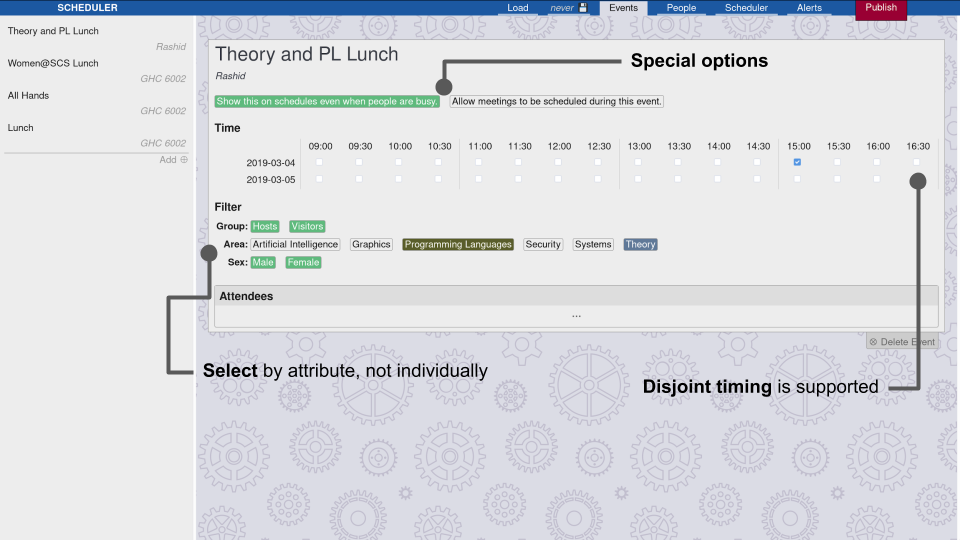 SCHEDULER
Load never 💾 Events People Scheduler Alerts Publish
Theory and PL Lunch
Rashid
Women@SCS Lunch
GHC 6002
All Hands
GHC 6002
Lunch
GHC 6002
Add ⊕
Theory and PL Lunch
Rashid
Special options
Show this on schedules even when people are busy. Allow meetings to be scheduled during this event.
Time
09:00 09:30 10:00 10:30 11:00 11:30 12:00 12:30 13:00 13:30 14:00 14:30 15:00 15:30 16:00 16:30
2019-03-04
2019-03-05
Filter
Group: Hosts Visitors
Area: Artificial Intelligence Graphics Programming Languages Security Systems Theory
Sex: Male Female
Attendees
...
⊗ Delete Event
Select by attribute, not individually
Disjoint timing is supported